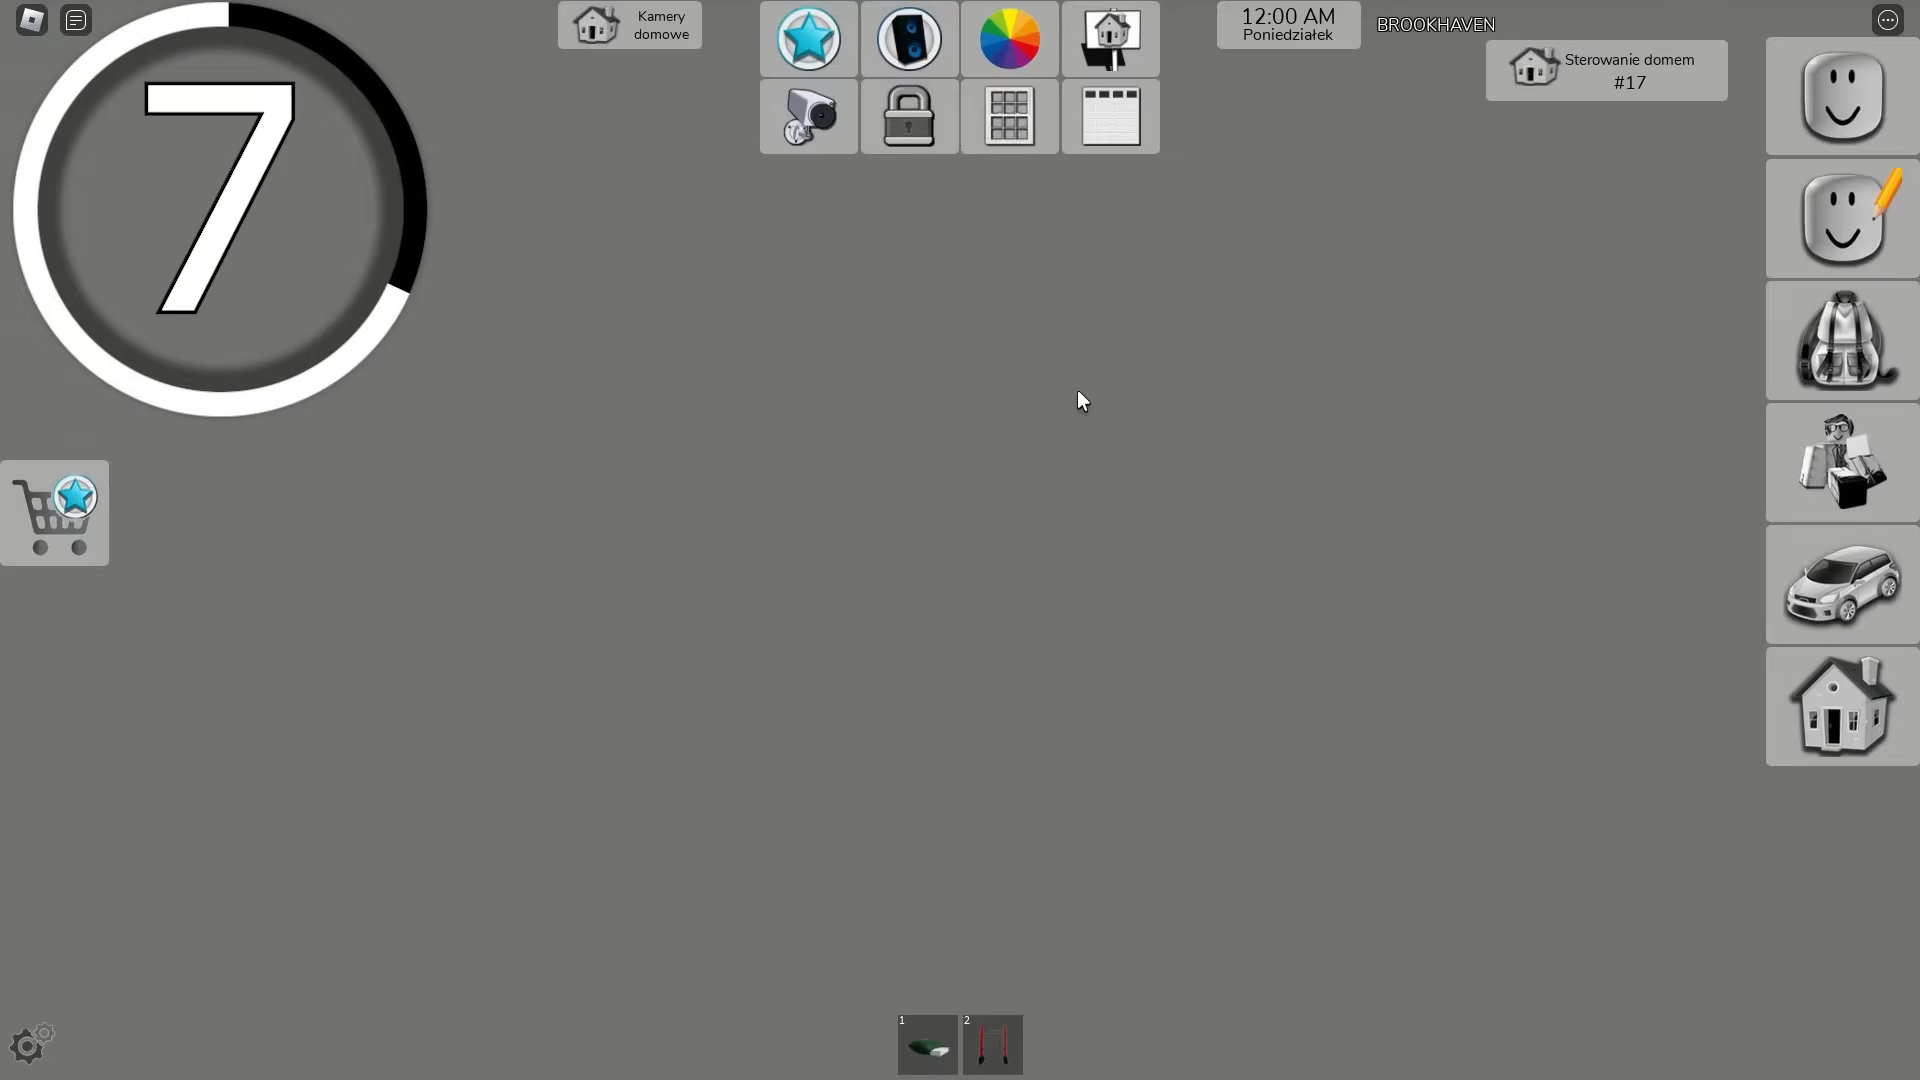 7
Kamery
domowe
12:00 AM
Poniedziałek
BROOKHAVEN
Sterowanie domem
#17
1
2